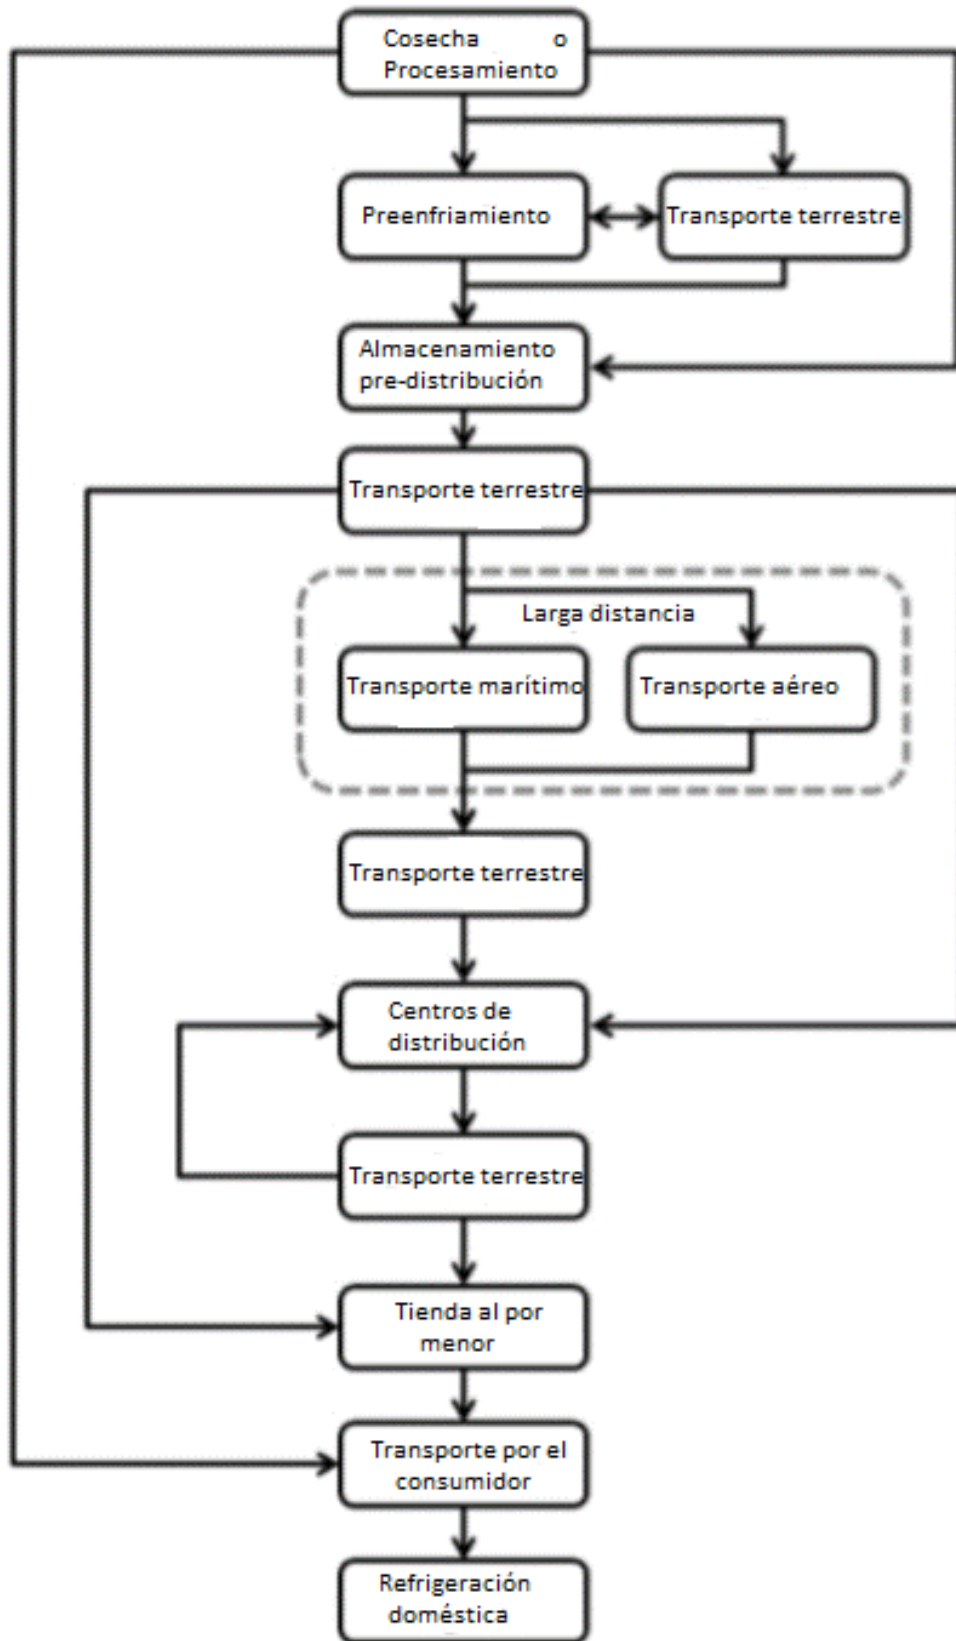 Cosecha o
Procesamiento
Preenfriamiento
Transporte terrestre
Almacenamiento
pre-distribución
Transporte terrestre
Larga distancia
Transporte marítimo
Transporte aéreo
Transporte terrestre
Centros de
distribución
Transporte terrestre
Tienda al por
menor
Transporte por el
consumidor
Refrigeración
doméstica